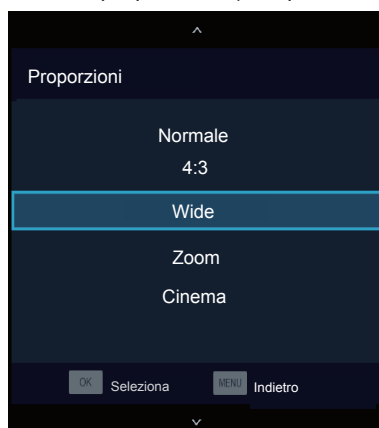 Proporzioni
Normale
4:3
Wide
Zoom
Cinema
OK Seleziona MENU Indietro